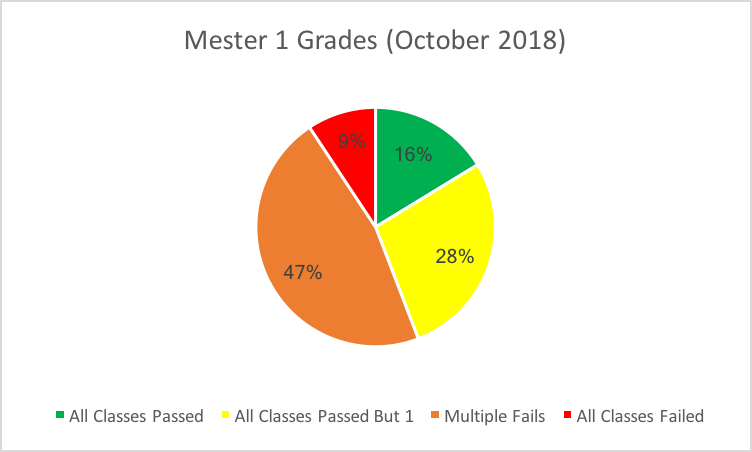 Mester 1 Grades (October 2018)
9%
16%
28%
47%
All Classes Passed
All Classes Passed But 1
Multiple Fails
All Classes Failed